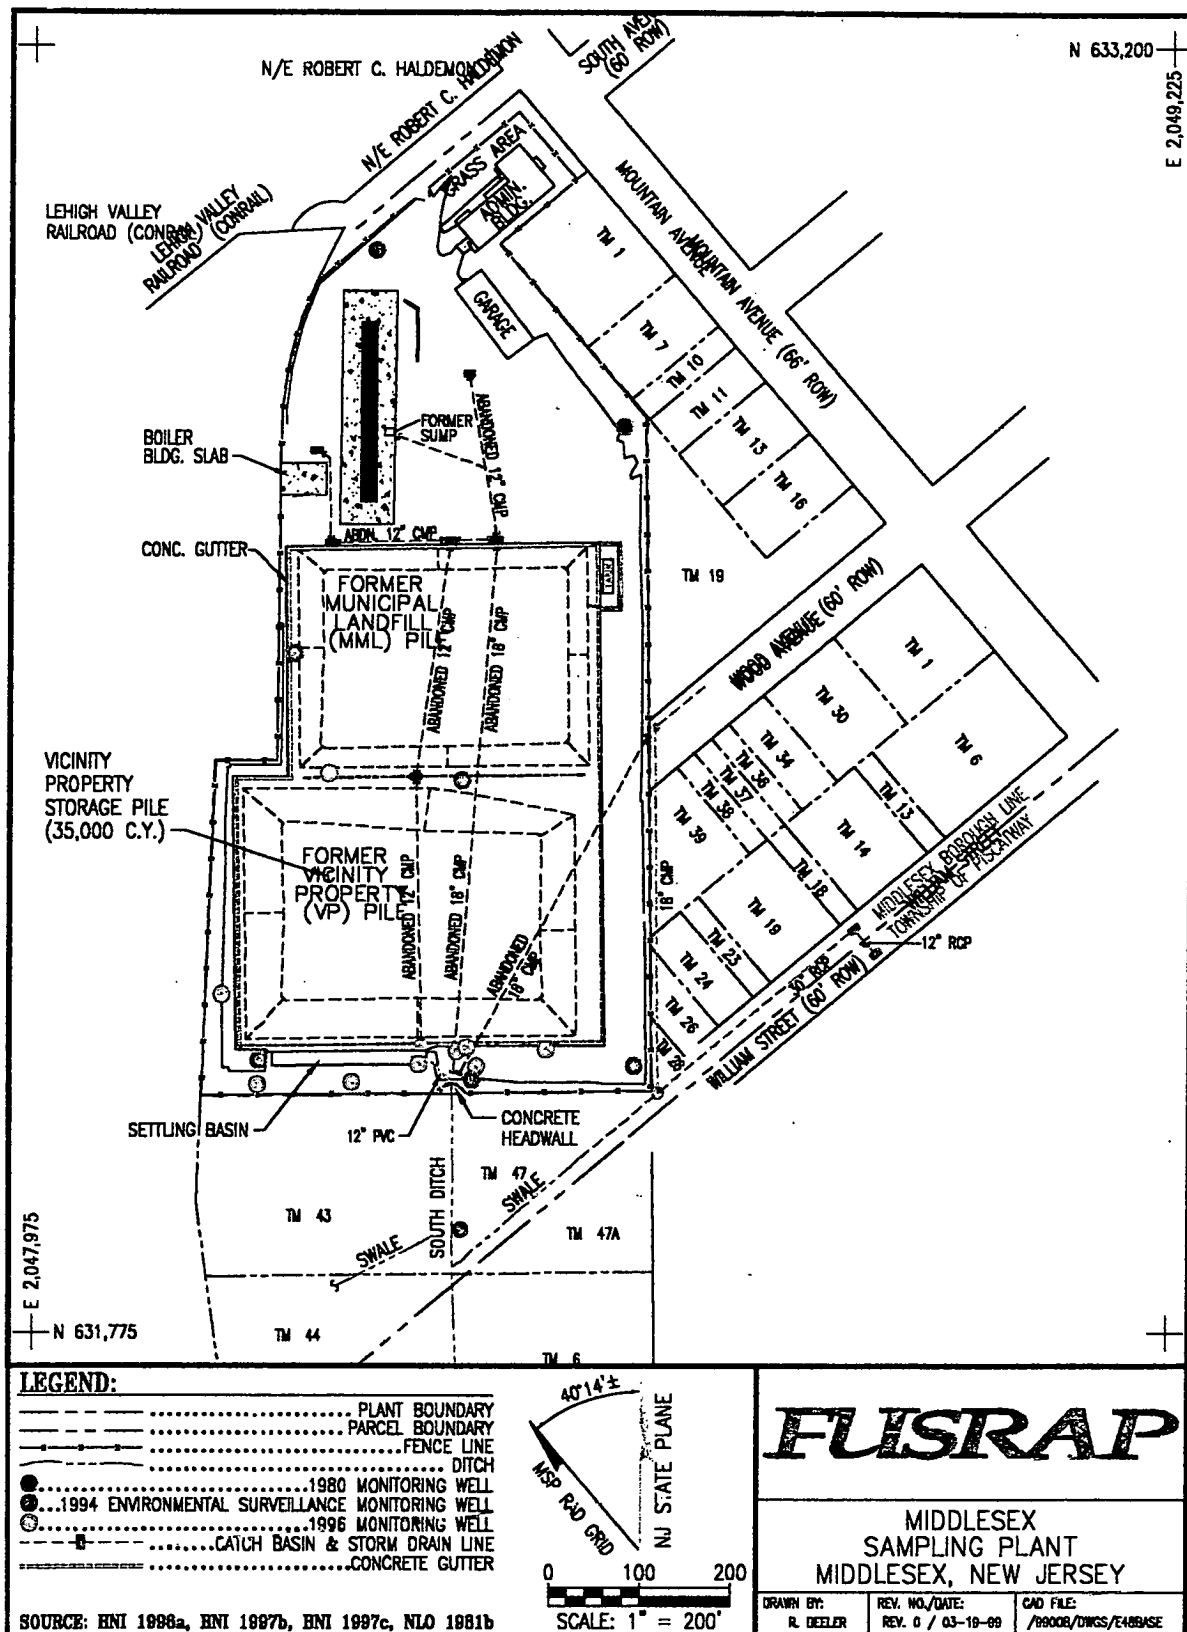 N/E ROBERT C. HALDEMON
N/E ROBERT C. HALDEMON
SOUTH AVE
(60' ROW)
N 633,200
E 2,049,225
LEHIGH VALLEY
RAILROAD (CONRAIL)
LEHIGH VALLEY
RAILROAD (CONRAIL)
GRASS AREA
ADMIN.
BLDG.
GARAGE
MOUNTAIN AVENUE
MOUNTAIN AVENUE (66' ROW)
TM 1
TM 7
TM 10
TM 11
TM 13
TM 16
FORMER
SUMP
ABANDONED 12" CMP
BOILER
BLDG. SLAB
ABDN. 12" CMP
CONC. GUTTER
TM 19
FORMER
MUNICIPAL
LANDFILL
(MML) PILE
ABANDONED 12" CMP
ABANDONED 18" CMP
WOOD AVENUE (60' ROW)
TM 1
TM 30
TM 6
TM 34
TM 36
TM 37
TM 38
TM 39
TM 13
TM 14
TM 18
TM 19
TM 23
TM 24
TM 26
TM 28
VICINITY
PROPERTY
STORAGE PILE
(35,000 C.Y.)
FORMER
VICINITY
PROPERTY
(VP) PILE
ABANDONED 12" CMP
ABANDONED 18" CMP
ABANDONED
18" CMP
18" CMP
MIDDLESEX BOROUGH LINE
TOWNSHIP OF PISCATWAY
12" RCP
30" RCP
WILLIAM STREET (60' ROW)
SETTLING BASIN
12" PVC
CONCRETE
HEADWALL
SOUTH DITCH
TM 47
SWALE
TM 43
SWALE
TM 47A
E 2,047,975
N 631,775
TM 44
TM 6
LEGEND:
PLANT BOUNDARY
PARCEL BOUNDARY
FENCE LINE
DITCH
1980 MONITORING WELL
1994 ENVIRONMENTAL SURVEILLANCE MONITORING WELL
1996 MONITORING WELL
CATCH BASIN & STORM DRAIN LINE
CONCRETE GUTTER
SOURCE: BNI 1996a, BNI 1997b, BNI 1997c, NLO 1981b
40°14'±
MSP RAD GRID
NJ STATE PLANE
0 100 200
SCALE: 1" = 200'
FUSRAP
MIDDLESEX
SAMPLING PLANT
MIDDLESEX, NEW JERSEY
DRAWN BY:
R. DEELER
REV. NO./DATE:
REV. 0 / 03-19-99
CAD FILE:
/99008/DWGS/E48BASE